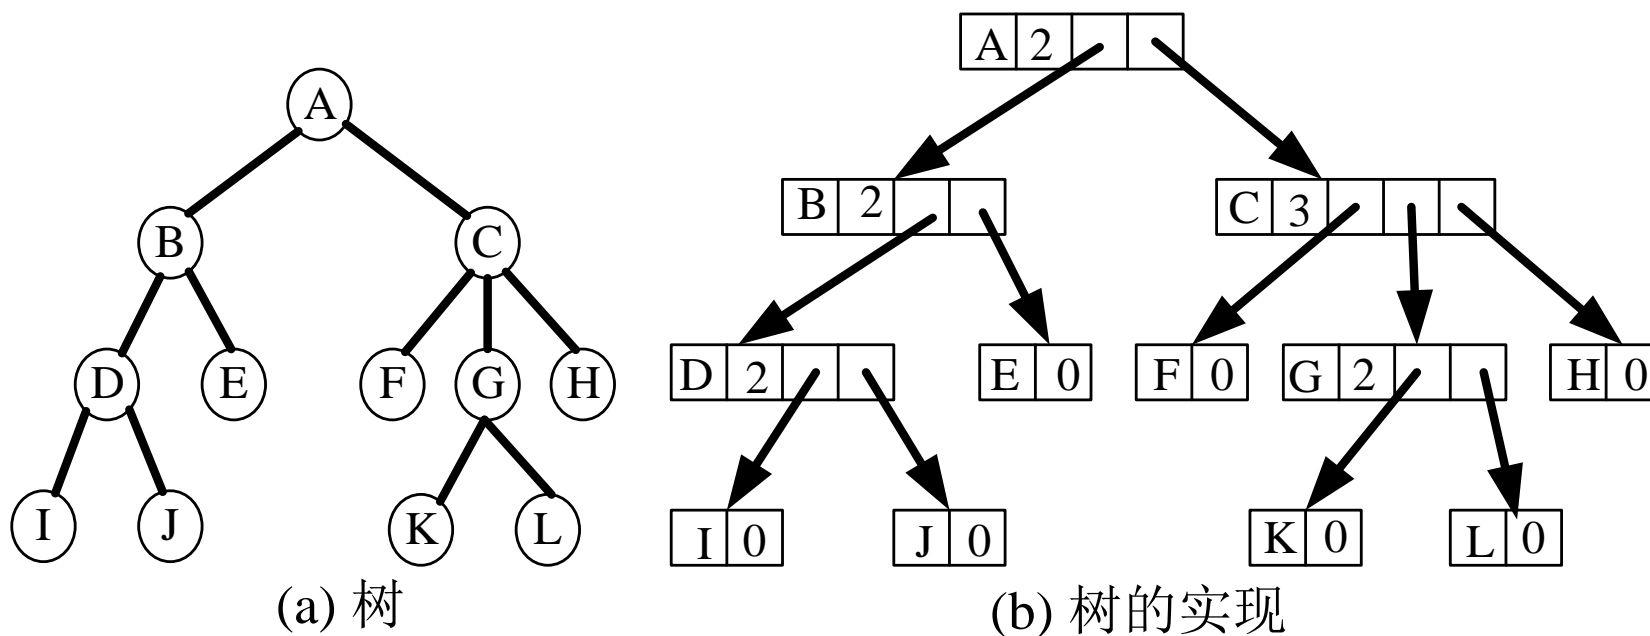 A
B C
D E F G H
I J K L
(a) 树
A 2
B 2 C 3
D 2 E 0 F 0 G 2 H 0
I 0 J 0 K 0 L 0
(b) 树的实现